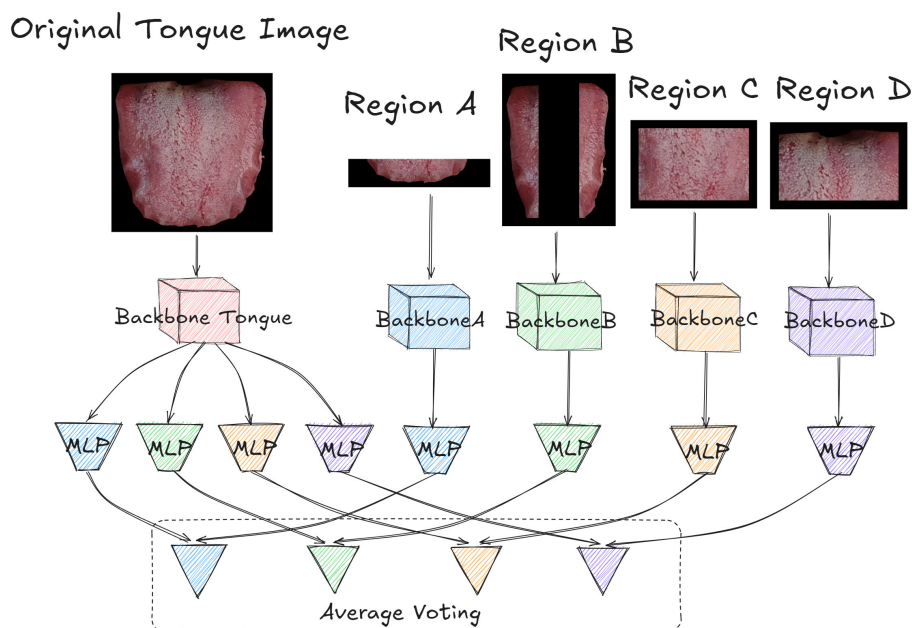 Original Tongue Image
Region A
Region B
Region C
Region D
Backbone Tongue
BackboneA
BackboneB
BackboneC
BackboneD
MLP
MLP
MLP
MLP
MLP
MLP
MLP
MLP
Average Voting